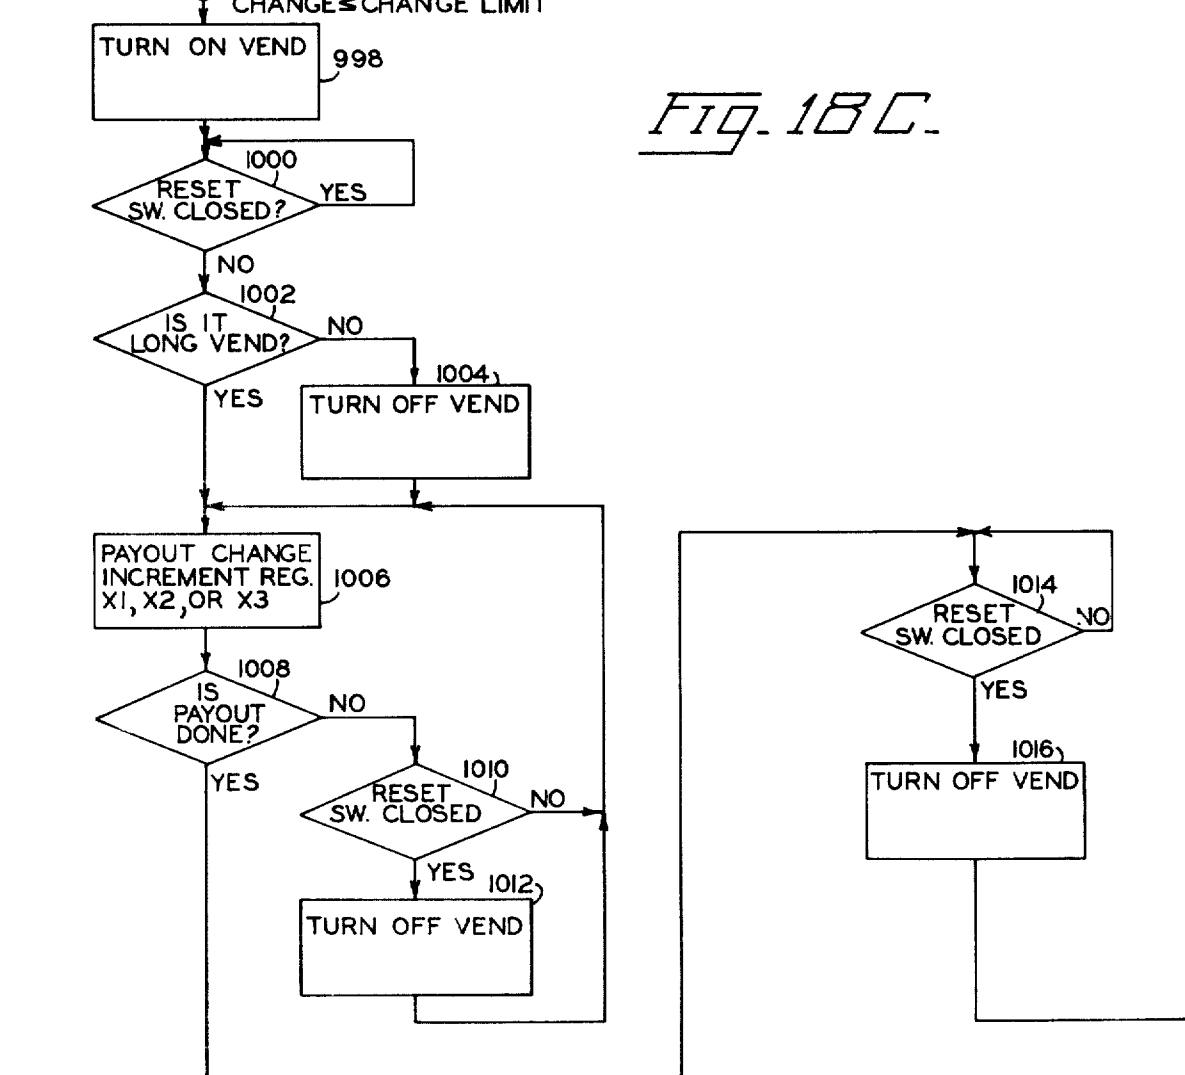 CHANGE≤CHANGE LIMIT
TURN ON VEND
998
Fig. 18C.
1000
RESET
SW. CLOSED?
YES
NO
1002
IS IT
LONG VEND?
NO
YES
1004
TURN OFF VEND
PAYOUT CHANGE
INCREMENT REG.
X1, X2, OR X3
1006
1008
IS
PAYOUT
DONE?
NO
YES
1010
RESET
SW. CLOSED
NO
YES
1012
TURN OFF VEND
1014
RESET
SW. CLOSED
NO
YES
1016
TURN OFF VEND